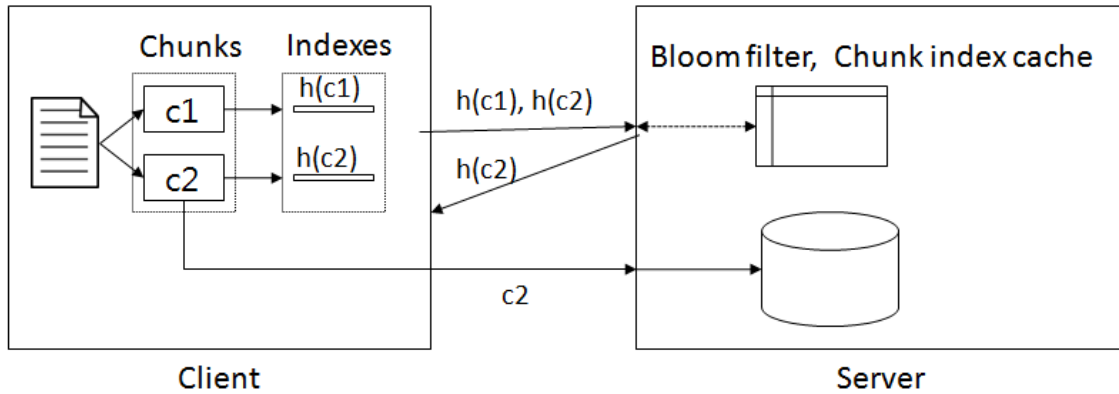 Chunks
Indexes
Bloom filter, Chunk index cache
c1
h(c1)
h(c1), h(c2)
c2
h(c2)
h(c2)
c2
Client
Server